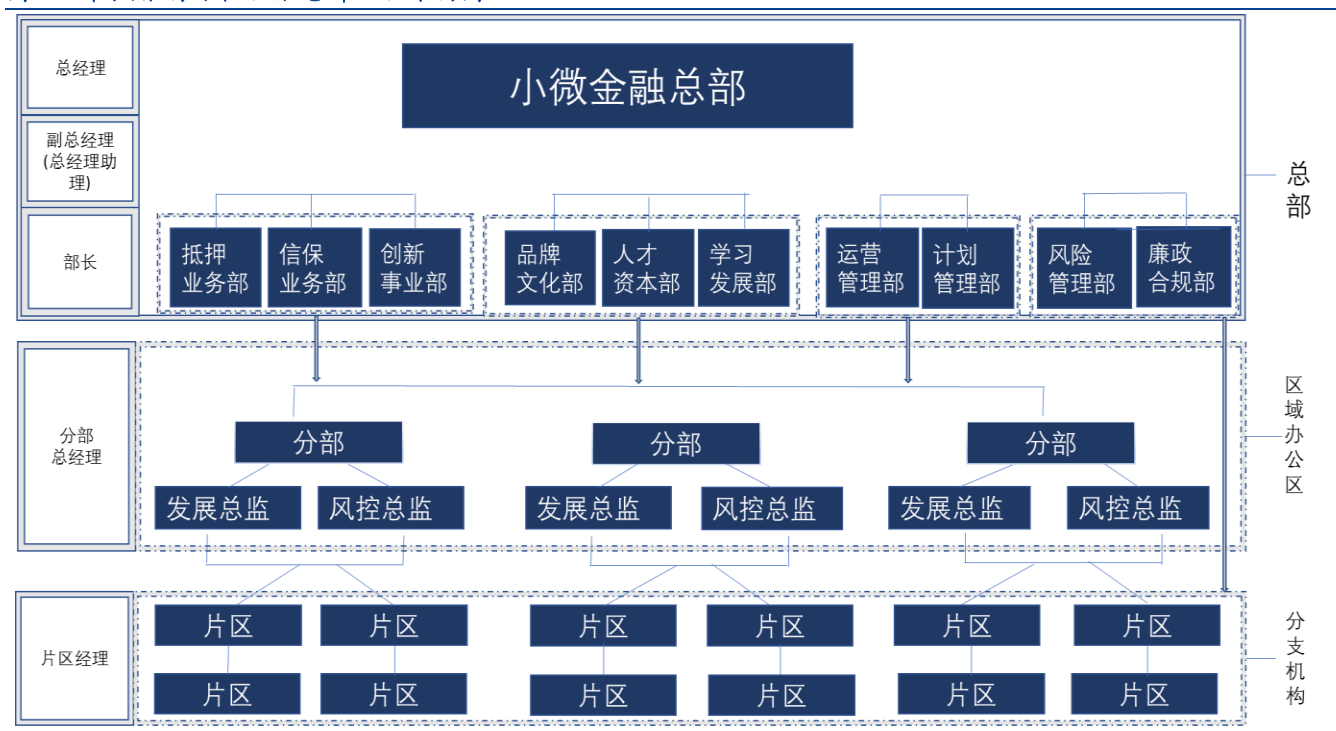 总经理
小微金融总部
副总经理
(总经理助
理)
总
部
部长
抵押
业务部
信保
业务部
创新
事业部
品牌
文化部
人才
资本部
学习
发展部
运营
管理部
计划
管理部
风险
管理部
廉政
合规部
分部
总经理
区
域
办
公
区
分部
分部
分部
发展总监
风控总监
发展总监
风控总监
发展总监
风控总监
片区经理
分
支
机
构
片区
片区
片区
片区
片区
片区
片区
片区
片区
片区
片区
片区